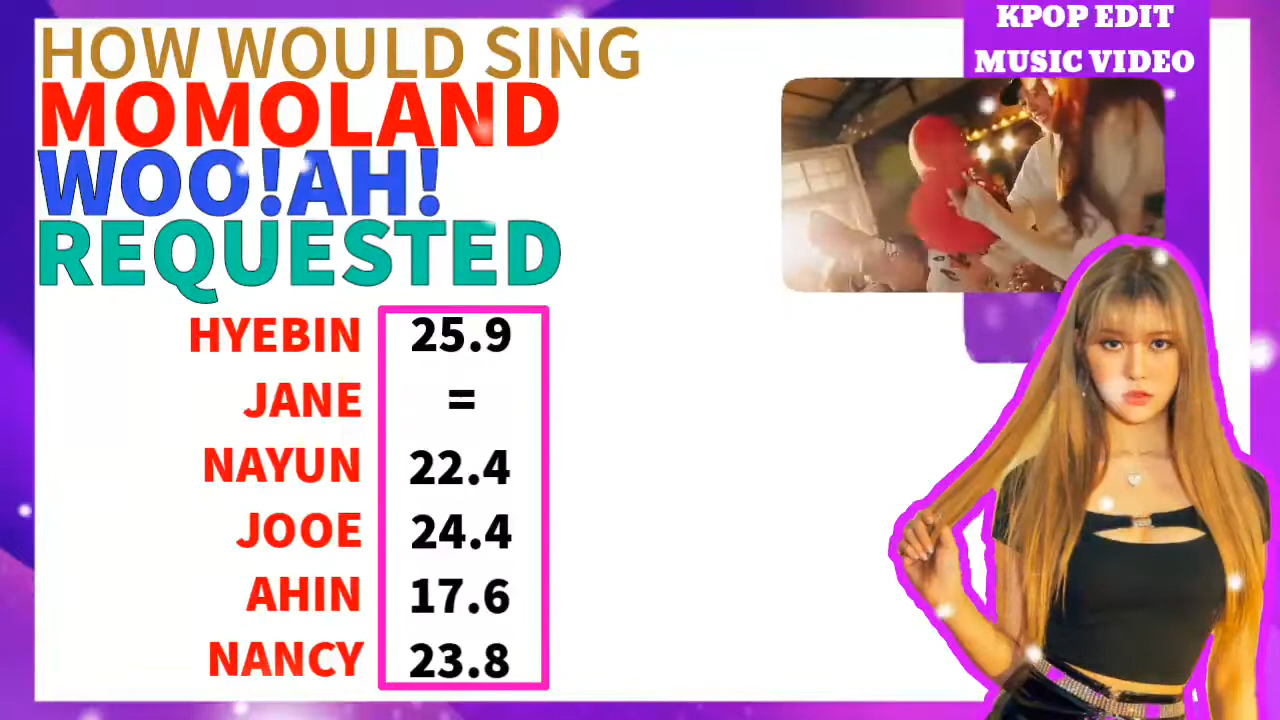 HOW WOULD SING
MOMOLAND
WOO!AH!
REQUESTED
KPOP EDIT
MUSIC VIDEO
HYEBIN 25.9
JANE =
NAYUN 22.4
JOOE 24.4
AHIN 17.6
NANCY 23.8